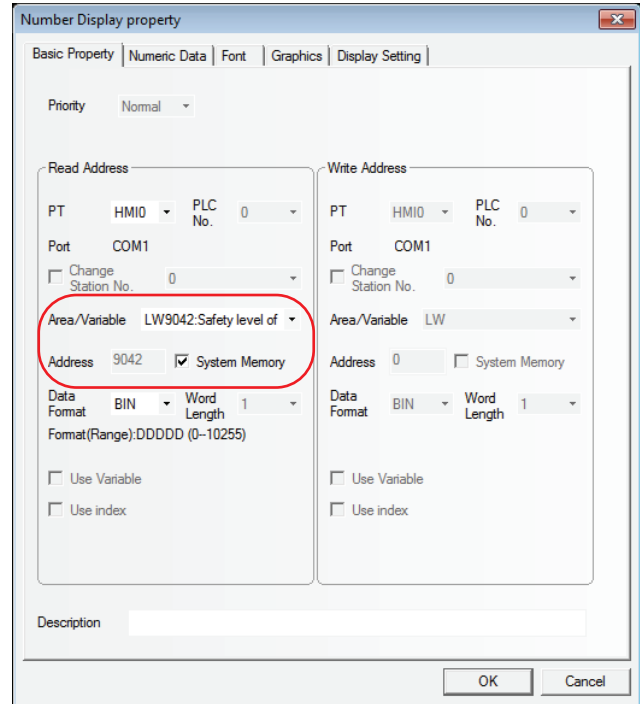 Number Display property
Basic Property Numeric Data Font Graphics Display Setting
Priority Normal
Read Address
PT HMI0 PLC No. 0
Port COM1
Change Station No. 0
Area/Variable LW9042:Safety level of
Address 9042 System Memory
Data Format BIN Word Length 1
Format(Range):DDDDD (0--10255)
Use Variable
Use index
Write Address
PT HMI0 PLC No. 0
Port COM1
Change Station No. 0
Area/Variable LW
Address 0 System Memory
Data Format BIN Word Length 1
Use Variable
Use index
Description
OK Cancel